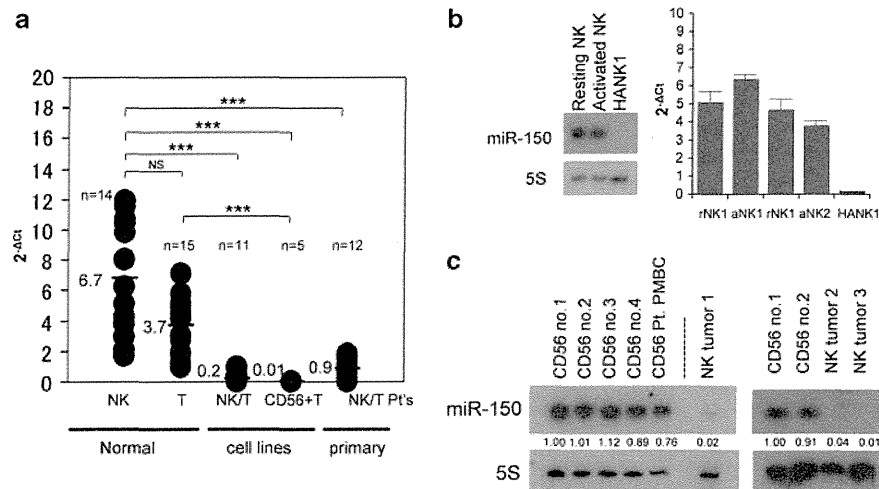 a
20
18
16
14
12
10
8
6
4
2
0
2-ΔCt
***
***
***
NS
***
n=14
n=15
n=11
n=5
n=12
6.7
3.7
0.2
0.01
0.9
NK T NK/T CD56+T NK/T Pt's
Normal cell lines primary
b
Resting NK
Activated NK
HANK1
miR-150
5S
2-ΔCt
10
9
8
7
6
5
4
3
2
1
0
rNK1 aNK1 rNK1 aNK2 HANK1
c
CD56 no.1
CD56 no.2
CD56 no.3
CD56 no.4
CD56 Pt. PMBC
NK tumor 1
CD56 no.1
CD56 no.2
NK tumor 2
NK tumor 3
miR-150
1.00 1.01 1.12 0.89 0.76 0.02 1.00 0.91 0.04 0.01
5S